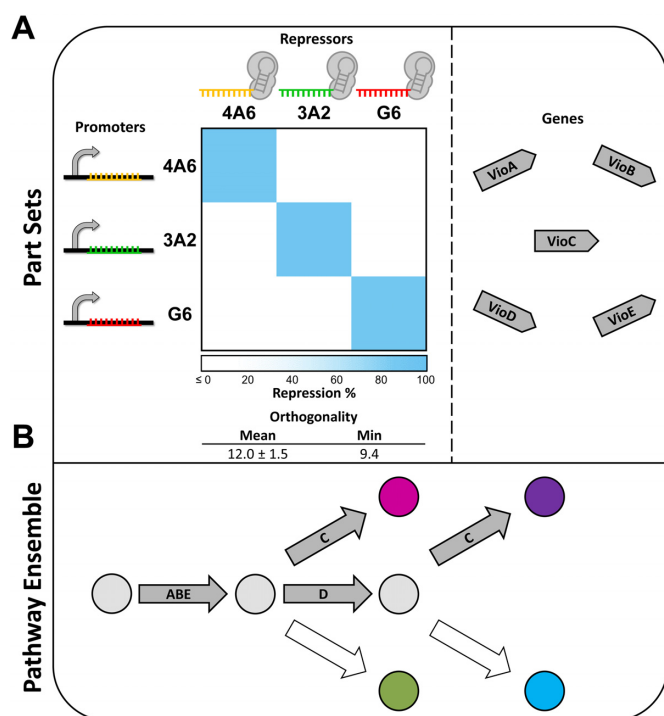 A
Part Sets
Repressors
4A6 3A2 G6
Promoters
4A6
3A2
G6
≤ 0 20 40 60 80 100
Repression %
Orthogonality
Mean Min
12.0 ± 1.5 9.4
Genes
VioA
VioB
VioC
VioD
VioE
B
Pathway Ensemble
C
C
ABE
D